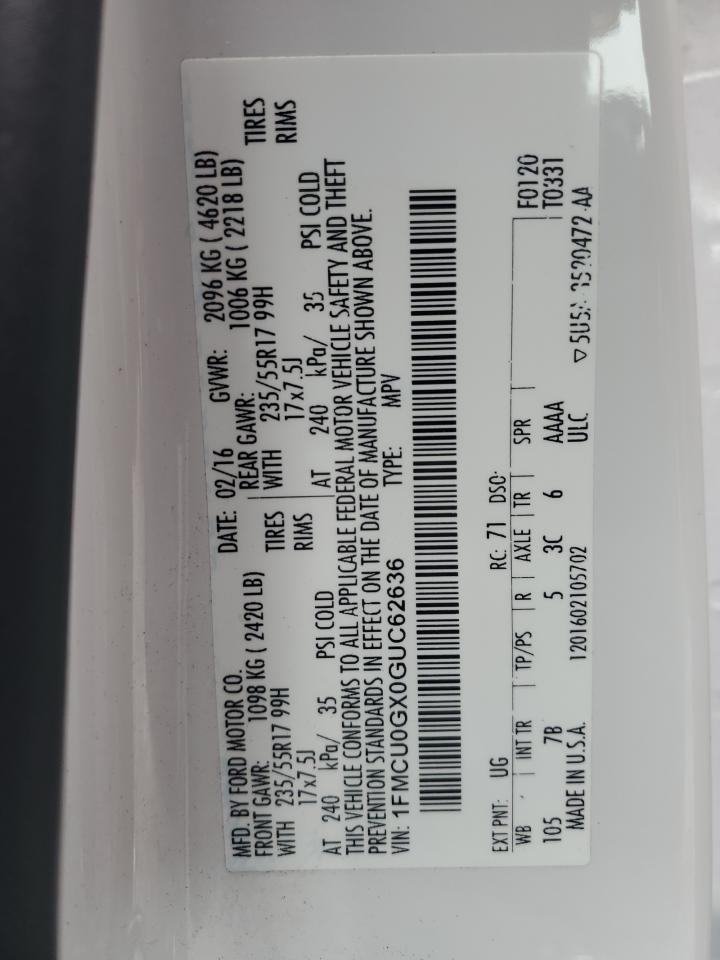 MFD. BY FORD MOTOR CO.
DATE: 02/16 GVWR: 2096 KG ( 4620 LB)
FRONT GAWR: 1098 KG ( 2420 LB)
REAR GAWR: 1006 KG ( 2218 LB)
WITH 235/55R17 99H TIRES
WITH 235/55R17 99H TIRES
17x7.5J RIMS
17x7.5J RIMS
AT 240 kPa/ 35 PSI COLD
AT 240 kPa/ 35 PSI COLD
THIS VEHICLE CONFORMS TO ALL APPLICABLE FEDERAL MOTOR VEHICLE SAFETY AND THEFT
PREVENTION STANDARDS IN EFFECT ON THE DATE OF MANUFACTURE SHOWN ABOVE.
VIN: 1FMCU0GX0GUC62636 TYPE: MPV
EXT PNT: UG RC: 71 DSO:
WB INT TR TP/PS R AXLE TR SPR F0120
105 7B 5 3C 6 AAAA T0331
MADE IN U.S.A. 1201602105702 ULC